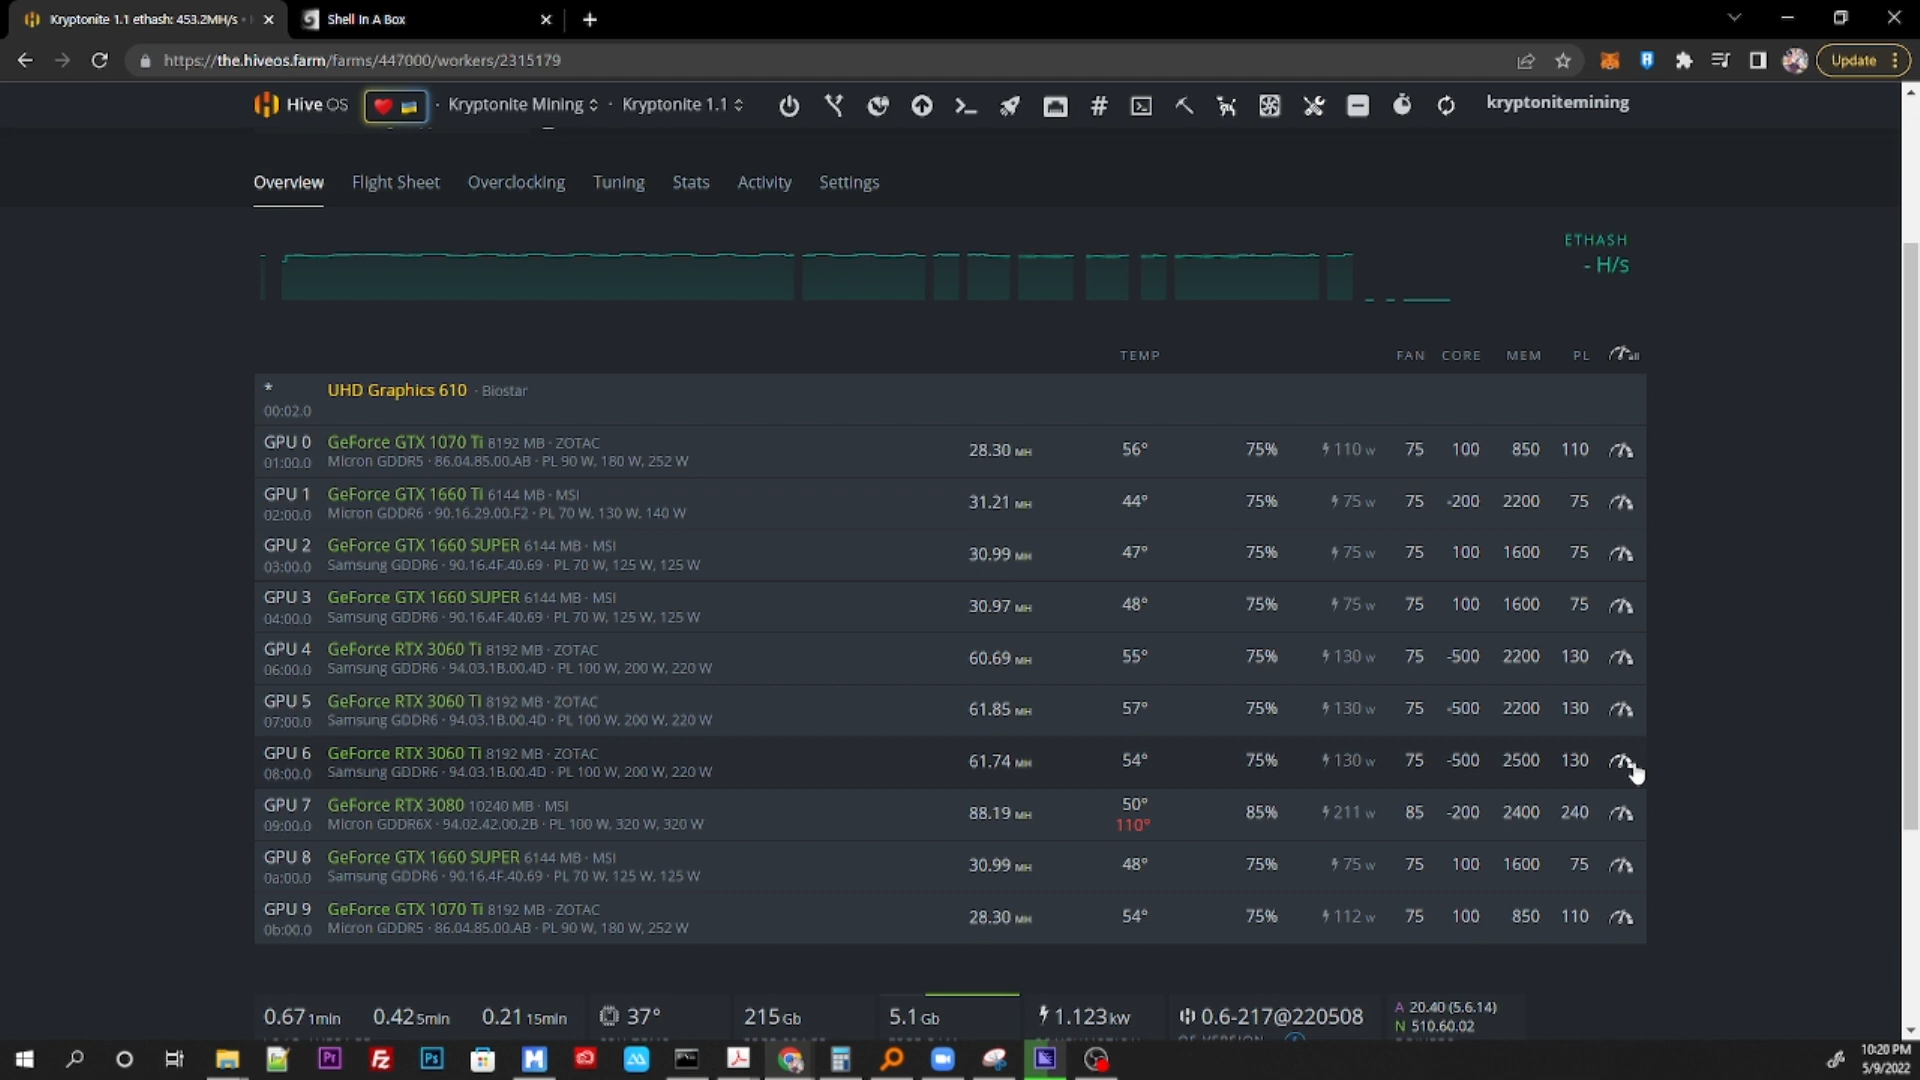 Kryptonite 1.1 ethash: 453.2MH/s
Shell In A Box
https://the.hiveos.farm/farms/447000/workers/2315179
Update
Hive OS · Kryptonite Mining · Kryptonite 1.1
kryptonitemining
Overview Flight Sheet Overclocking Tuning Stats Activity Settings
ETHASH
- H/s
TEMP FAN CORE MEM PL all
* UHD Graphics 610 · Biostar
00:02.0
GPU 0 GeForce GTX 1070 Ti 8192 MB · ZOTAC 28.30 MH 56° 75% 110 w 75 100 850 110
01:00.0 Micron GDDR5 · 86.04.85.00.AB · PL 90 W, 180 W, 252 W
GPU 1 GeForce GTX 1660 Ti 6144 MB · MSI 31.21 MH 44° 75% 75 w 75 -200 2200 75
02:00.0 Micron GDDR6 · 90.16.29.00.F2 · PL 70 W, 130 W, 140 W
GPU 2 GeForce GTX 1660 SUPER 6144 MB · MSI 30.99 MH 47° 75% 75 w 75 100 1600 75
03:00.0 Samsung GDDR6 · 90.16.4F.40.69 · PL 70 W, 125 W, 125 W
GPU 3 GeForce GTX 1660 SUPER 6144 MB · MSI 30.97 MH 48° 75% 75 w 75 100 1600 75
04:00.0 Samsung GDDR6 · 90.16.4F.40.69 · PL 70 W, 125 W, 125 W
GPU 4 GeForce RTX 3060 Ti 8192 MB · ZOTAC 60.69 MH 55° 75% 130 w 75 -500 2200 130
06:00.0 Samsung GDDR6 · 94.03.1B.00.4D · PL 100 W, 200 W, 220 W
GPU 5 GeForce RTX 3060 Ti 8192 MB · ZOTAC 61.85 MH 57° 75% 130 w 75 -500 2200 130
07:00.0 Samsung GDDR6 · 94.03.1B.00.4D · PL 100 W, 200 W, 220 W
GPU 6 GeForce RTX 3060 Ti 8192 MB · ZOTAC 61.74 MH 54° 75% 130 w 75 -500 2500 130
08:00.0 Samsung GDDR6 · 94.03.1B.00.4D · PL 100 W, 200 W, 220 W
GPU 7 GeForce RTX 3080 10240 MB · MSI 88.19 MH 50° 85% 211 w 85 -200 2400 240
09:00.0 Micron GDDR6X · 94.02.42.00.2B · PL 100 W, 320 W, 320 W 110°
GPU 8 GeForce GTX 1660 SUPER 6144 MB · MSI 30.99 MH 48° 75% 75 w 75 100 1600 75
0a:00.0 Samsung GDDR6 · 90.16.4F.40.69 · PL 70 W, 125 W, 125 W
GPU 9 GeForce GTX 1070 Ti 8192 MB · ZOTAC 28.30 MH 54° 75% 112 w 75 100 850 110
0b:00.0 Micron GDDR5 · 86.04.85.00.AB · PL 90 W, 180 W, 252 W
0.67 1min 0.42 5min 0.21 15min 37° 215 Gb 5.1 Gb 1.123 kw 0.6-217@220508
A 20.40 (5.6.14)
N 510.60.02
10:20 PM
5/9/2022